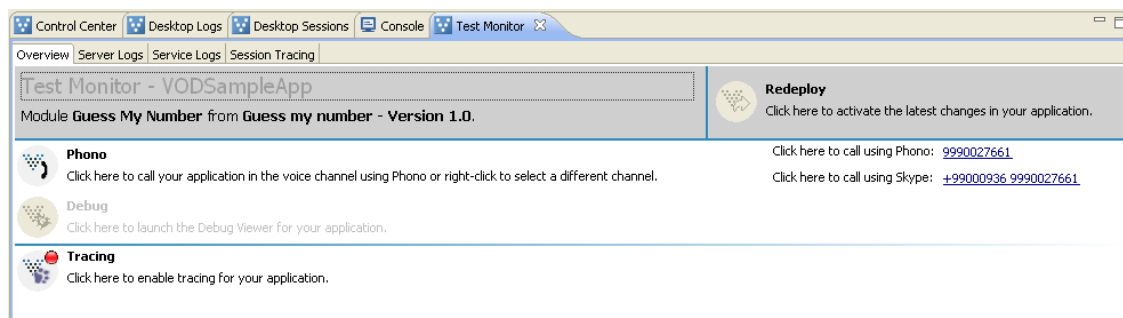 Control Center Desktop Logs Desktop Sessions Console Test Monitor
Overview Server Logs Service Logs Session Tracing
Test Monitor - VODSampleApp
Module Guess My Number from Guess my number - Version 1.0.
Redeploy
Click here to activate the latest changes in your application.
Phono
Click here to call your application in the voice channel using Phono or right-click to select a different channel.
Click here to call using Phono: 9990027661
Click here to call using Skype: +99000936 9990027661
Debug
Click here to launch the Debug Viewer for your application.
Tracing
Click here to enable tracing for your application.